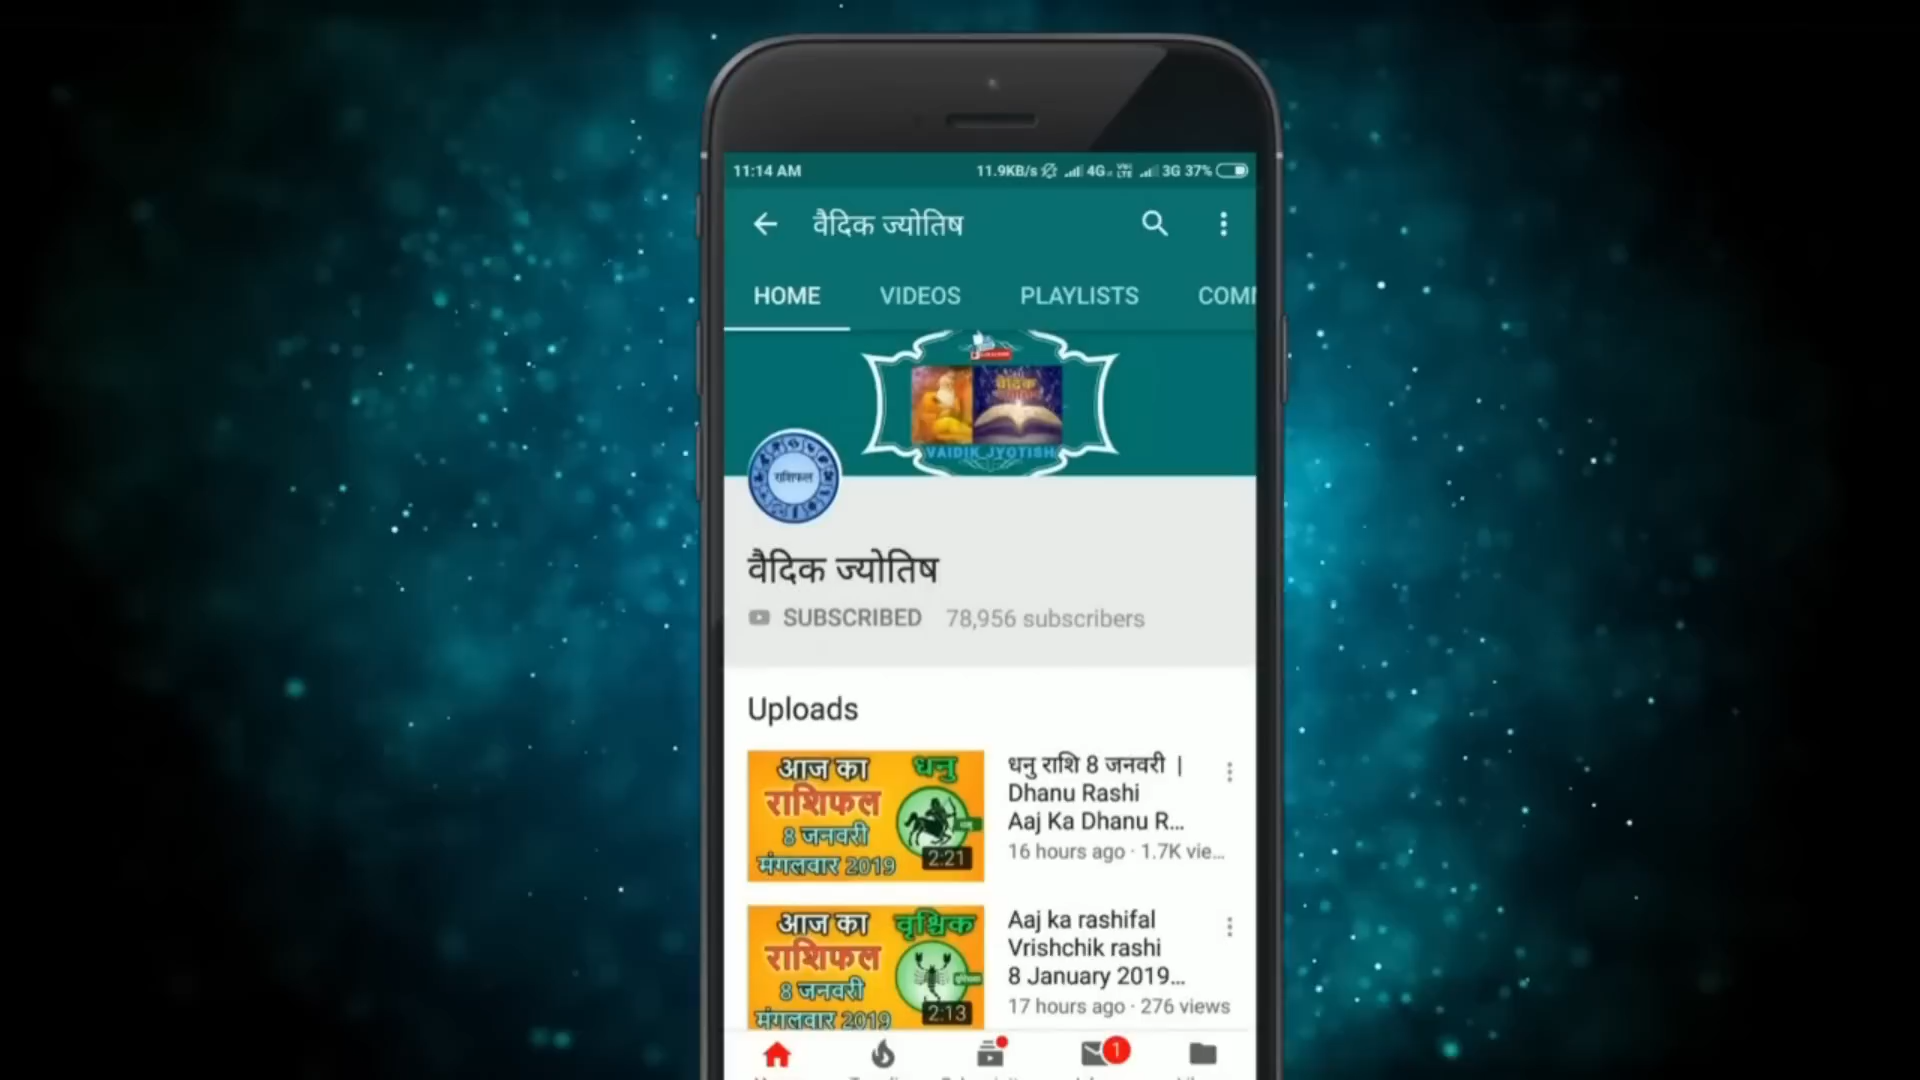 11:14 AM 11.9KB/s 4G 3G 37%
वैदिक ज्योतिष
HOME VIDEOS PLAYLISTS COMM
वैदिक
VAIDIK JYOTISH
राशिफल
वैदिक ज्योतिष
SUBSCRIBED 78,956 subscribers
Uploads
आज का धनु
राशिफल
8 जनवरी
मंगलवार 2019
2:21
धनु राशि 8 जनवरी |
Dhanu Rashi
Aaj Ka Dhanu R...
16 hours ago · 1.7K vie...
आज का वृश्चिक
राशिफल
8 जनवरी
मंगलवार 2019
2:13
Aaj ka rashifal
Vrishchik rashi
8 January 2019...
17 hours ago · 276 views
1